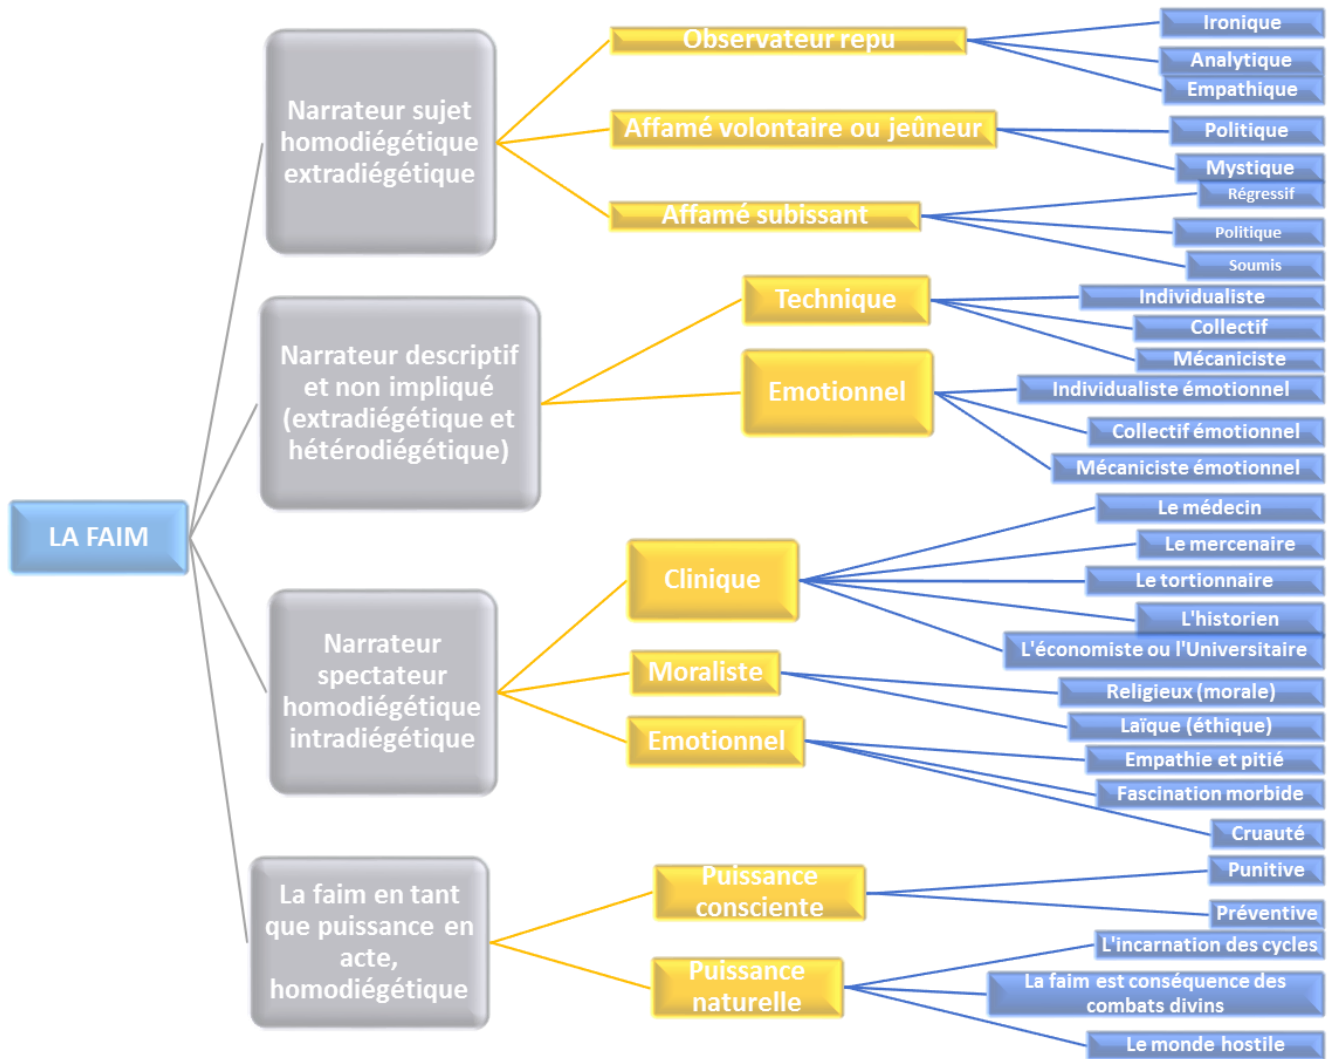 LA FAIM
Narrateur sujet
homodiégétique
extradiégétique
Observateur repu
Ironique
Analytique
Empathique
Affamé volontaire ou jeûneur
Politique
Mystique
Affamé subissant
Régressif
Politique
Soumis
Narrateur descriptif
et non impliqué
(extradiégétique et
hétérodiégétique)
Technique
Individualiste
Collectif
Mécaniciste
Emotionnel
Individualiste émotionnel
Collectif émotionnel
Mécaniciste émotionnel
Narrateur
spectateur
homodiégétique
intradiégétique
Clinique
Le médecin
Le mercenaire
Le tortionnaire
L'historien
L'économiste ou l'Universitaire
Moraliste
Religieux (morale)
Laïque (éthique)
Emotionnel
Empathie et pitié
Fascination morbide
Cruauté
La faim en tant
que puissance en
acte,
homodiégétique
Puissance
consciente
Punitive
Préventive
Puissance
naturelle
L'incarnation des cycles
La faim est conséquence des
combats divins
Le monde hostile